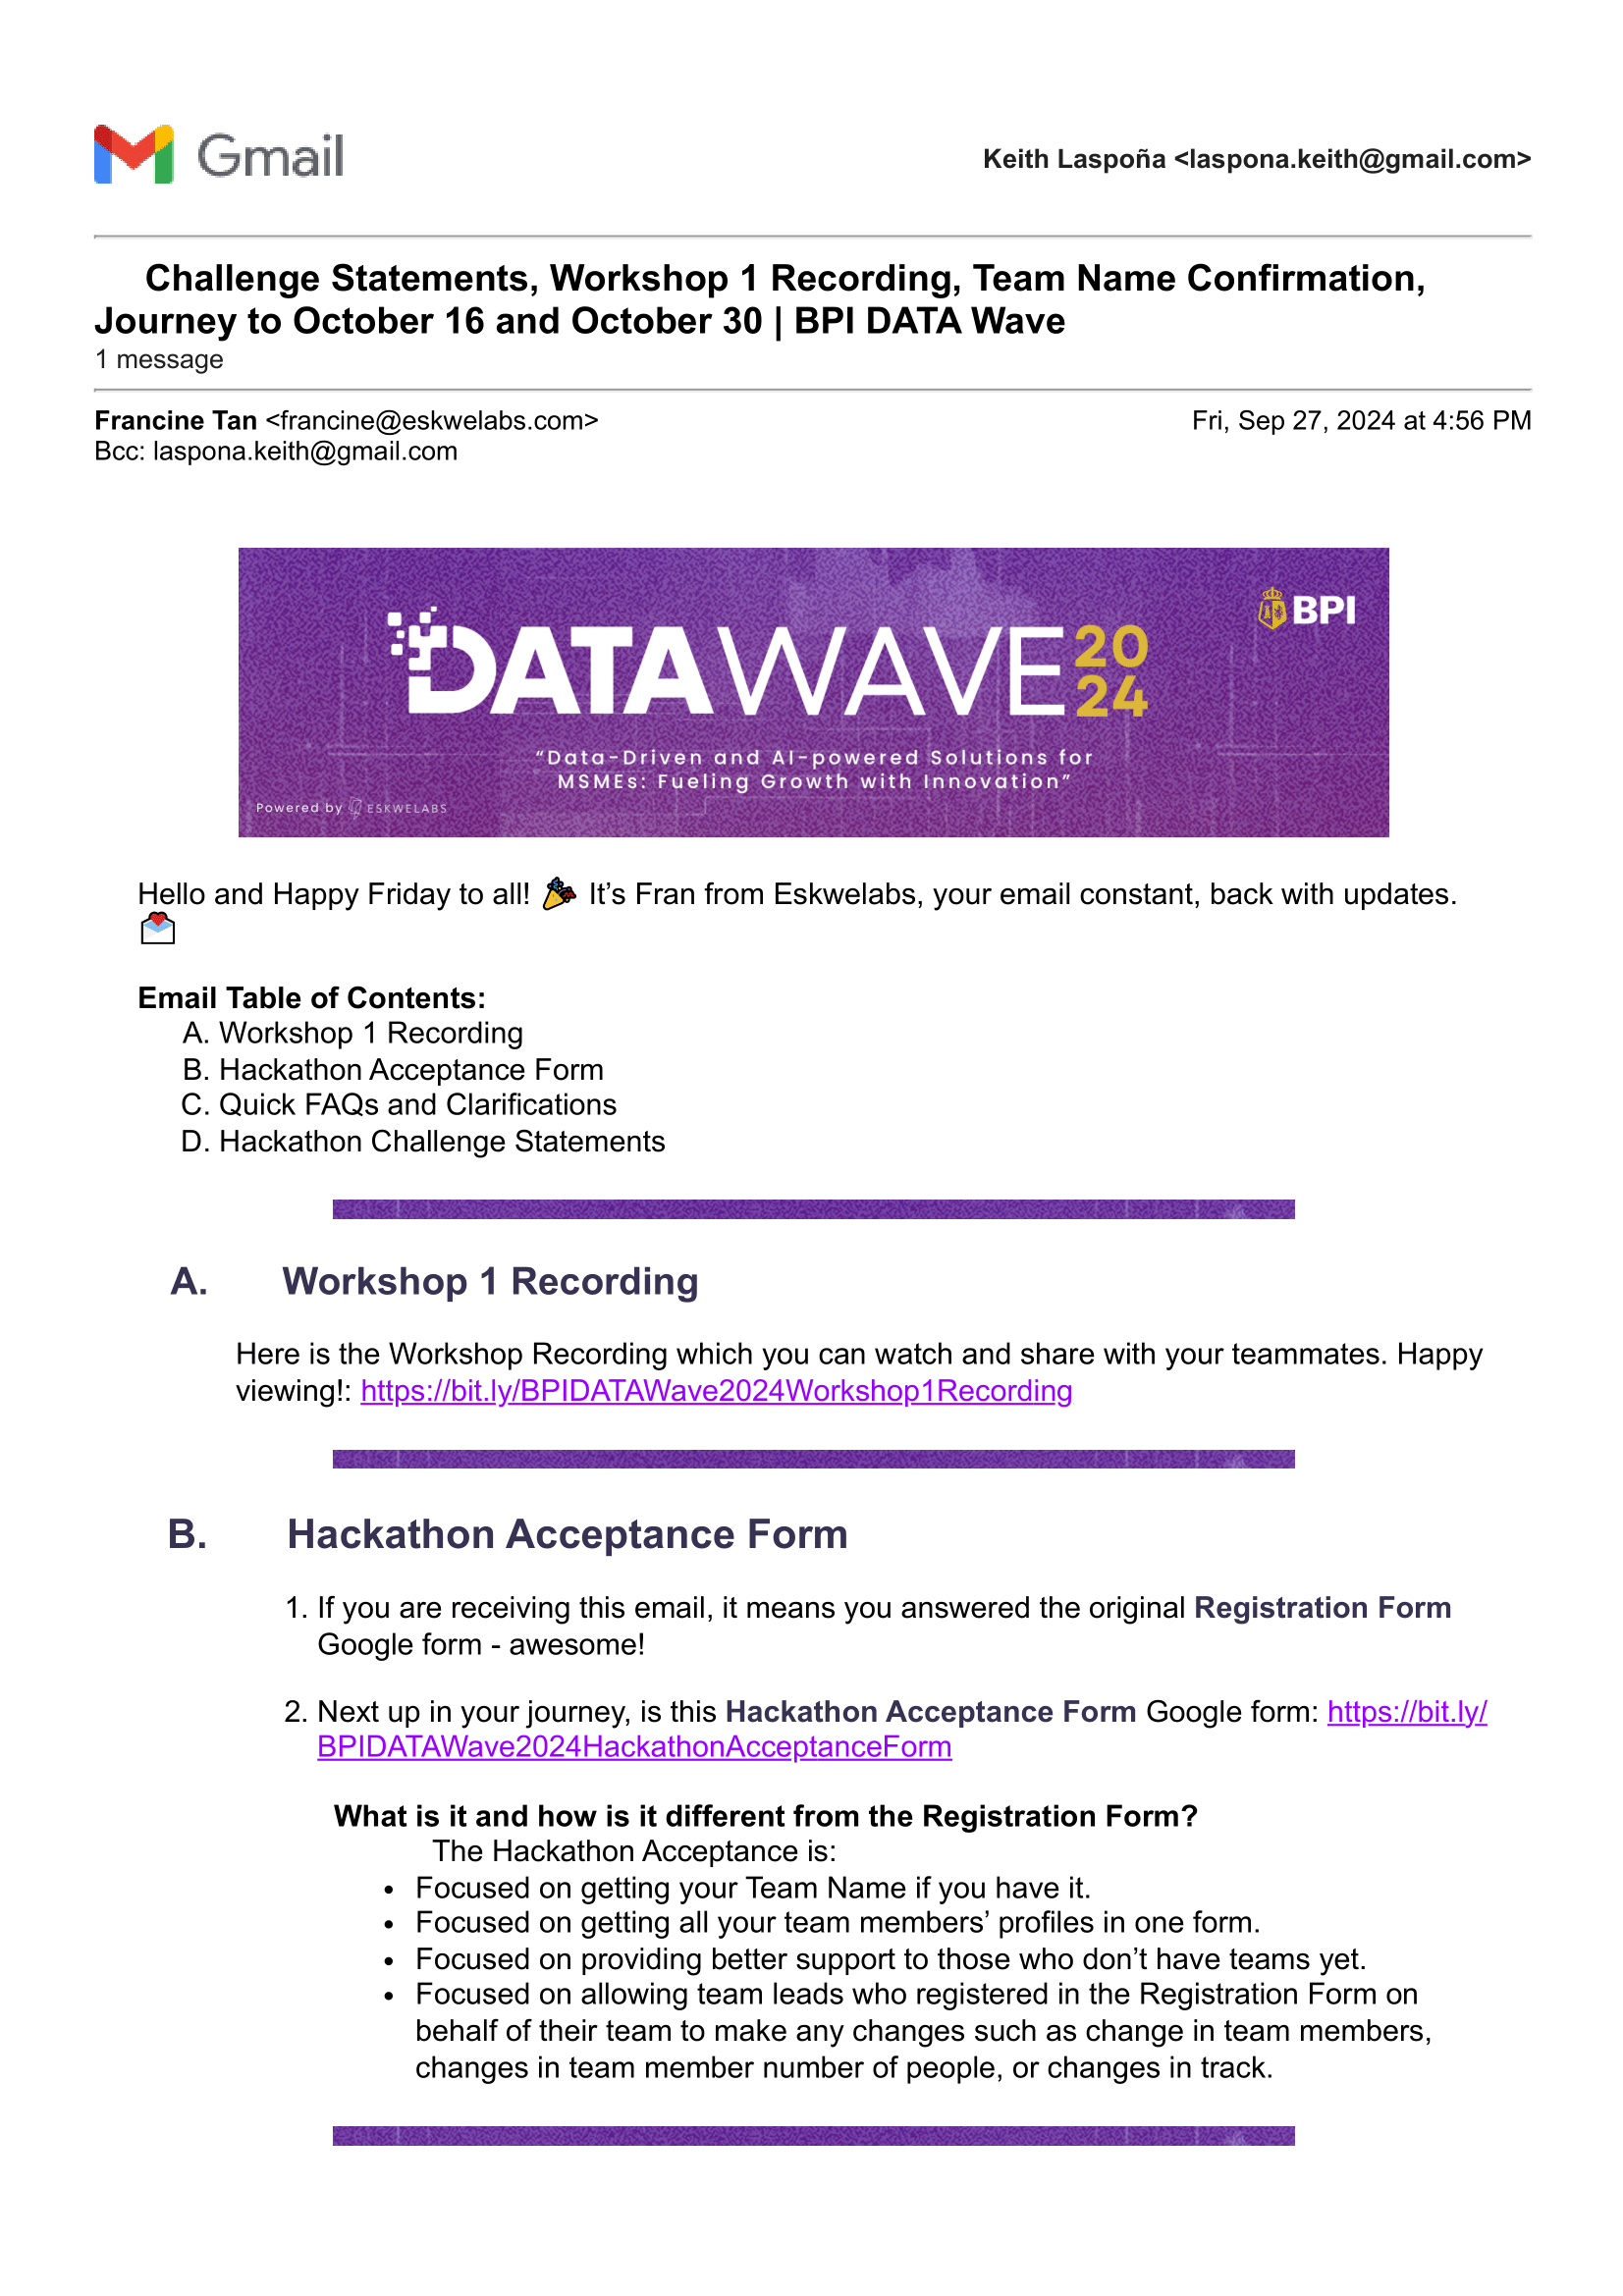 Gmail
Keith Laspoña <laspona.keith@gmail.com>
Challenge Statements, Workshop 1 Recording, Team Name Confirmation,
Journey to October 16 and October 30 | BPI DATA Wave
1 message
Francine Tan <francine@eskwelabs.com>
Fri, Sep 27, 2024 at 4:56 PM
Bcc: laspona.keith@gmail.com
BPI
DATAWAVE 2024
“Data-Driven and AI-powered Solutions for
MSMEs: Fueling Growth with Innovation”
Powered by ESKWELABS
Hello and Happy Friday to all! 🎉 It’s Fran from Eskwelabs, your email constant, back with updates.
💌
Email Table of Contents:
A. Workshop 1 Recording
B. Hackathon Acceptance Form
C. Quick FAQs and Clarifications
D. Hackathon Challenge Statements
A. Workshop 1 Recording
Here is the Workshop Recording which you can watch and share with your teammates. Happy
viewing!: https://bit.ly/BPIDATAWave2024Workshop1Recording
B. Hackathon Acceptance Form
1. If you are receiving this email, it means you answered the original Registration Form
Google form - awesome!
2. Next up in your journey, is this Hackathon Acceptance Form Google form: https://bit.ly/
BPIDATAWave2024HackathonAcceptanceForm
What is it and how is it different from the Registration Form?
The Hackathon Acceptance is:
• Focused on getting your Team Name if you have it.
• Focused on getting all your team members’ profiles in one form.
• Focused on providing better support to those who don’t have teams yet.
• Focused on allowing team leads who registered in the Registration Form on
behalf of their team to make any changes such as change in team members,
changes in team member number of people, or changes in track.